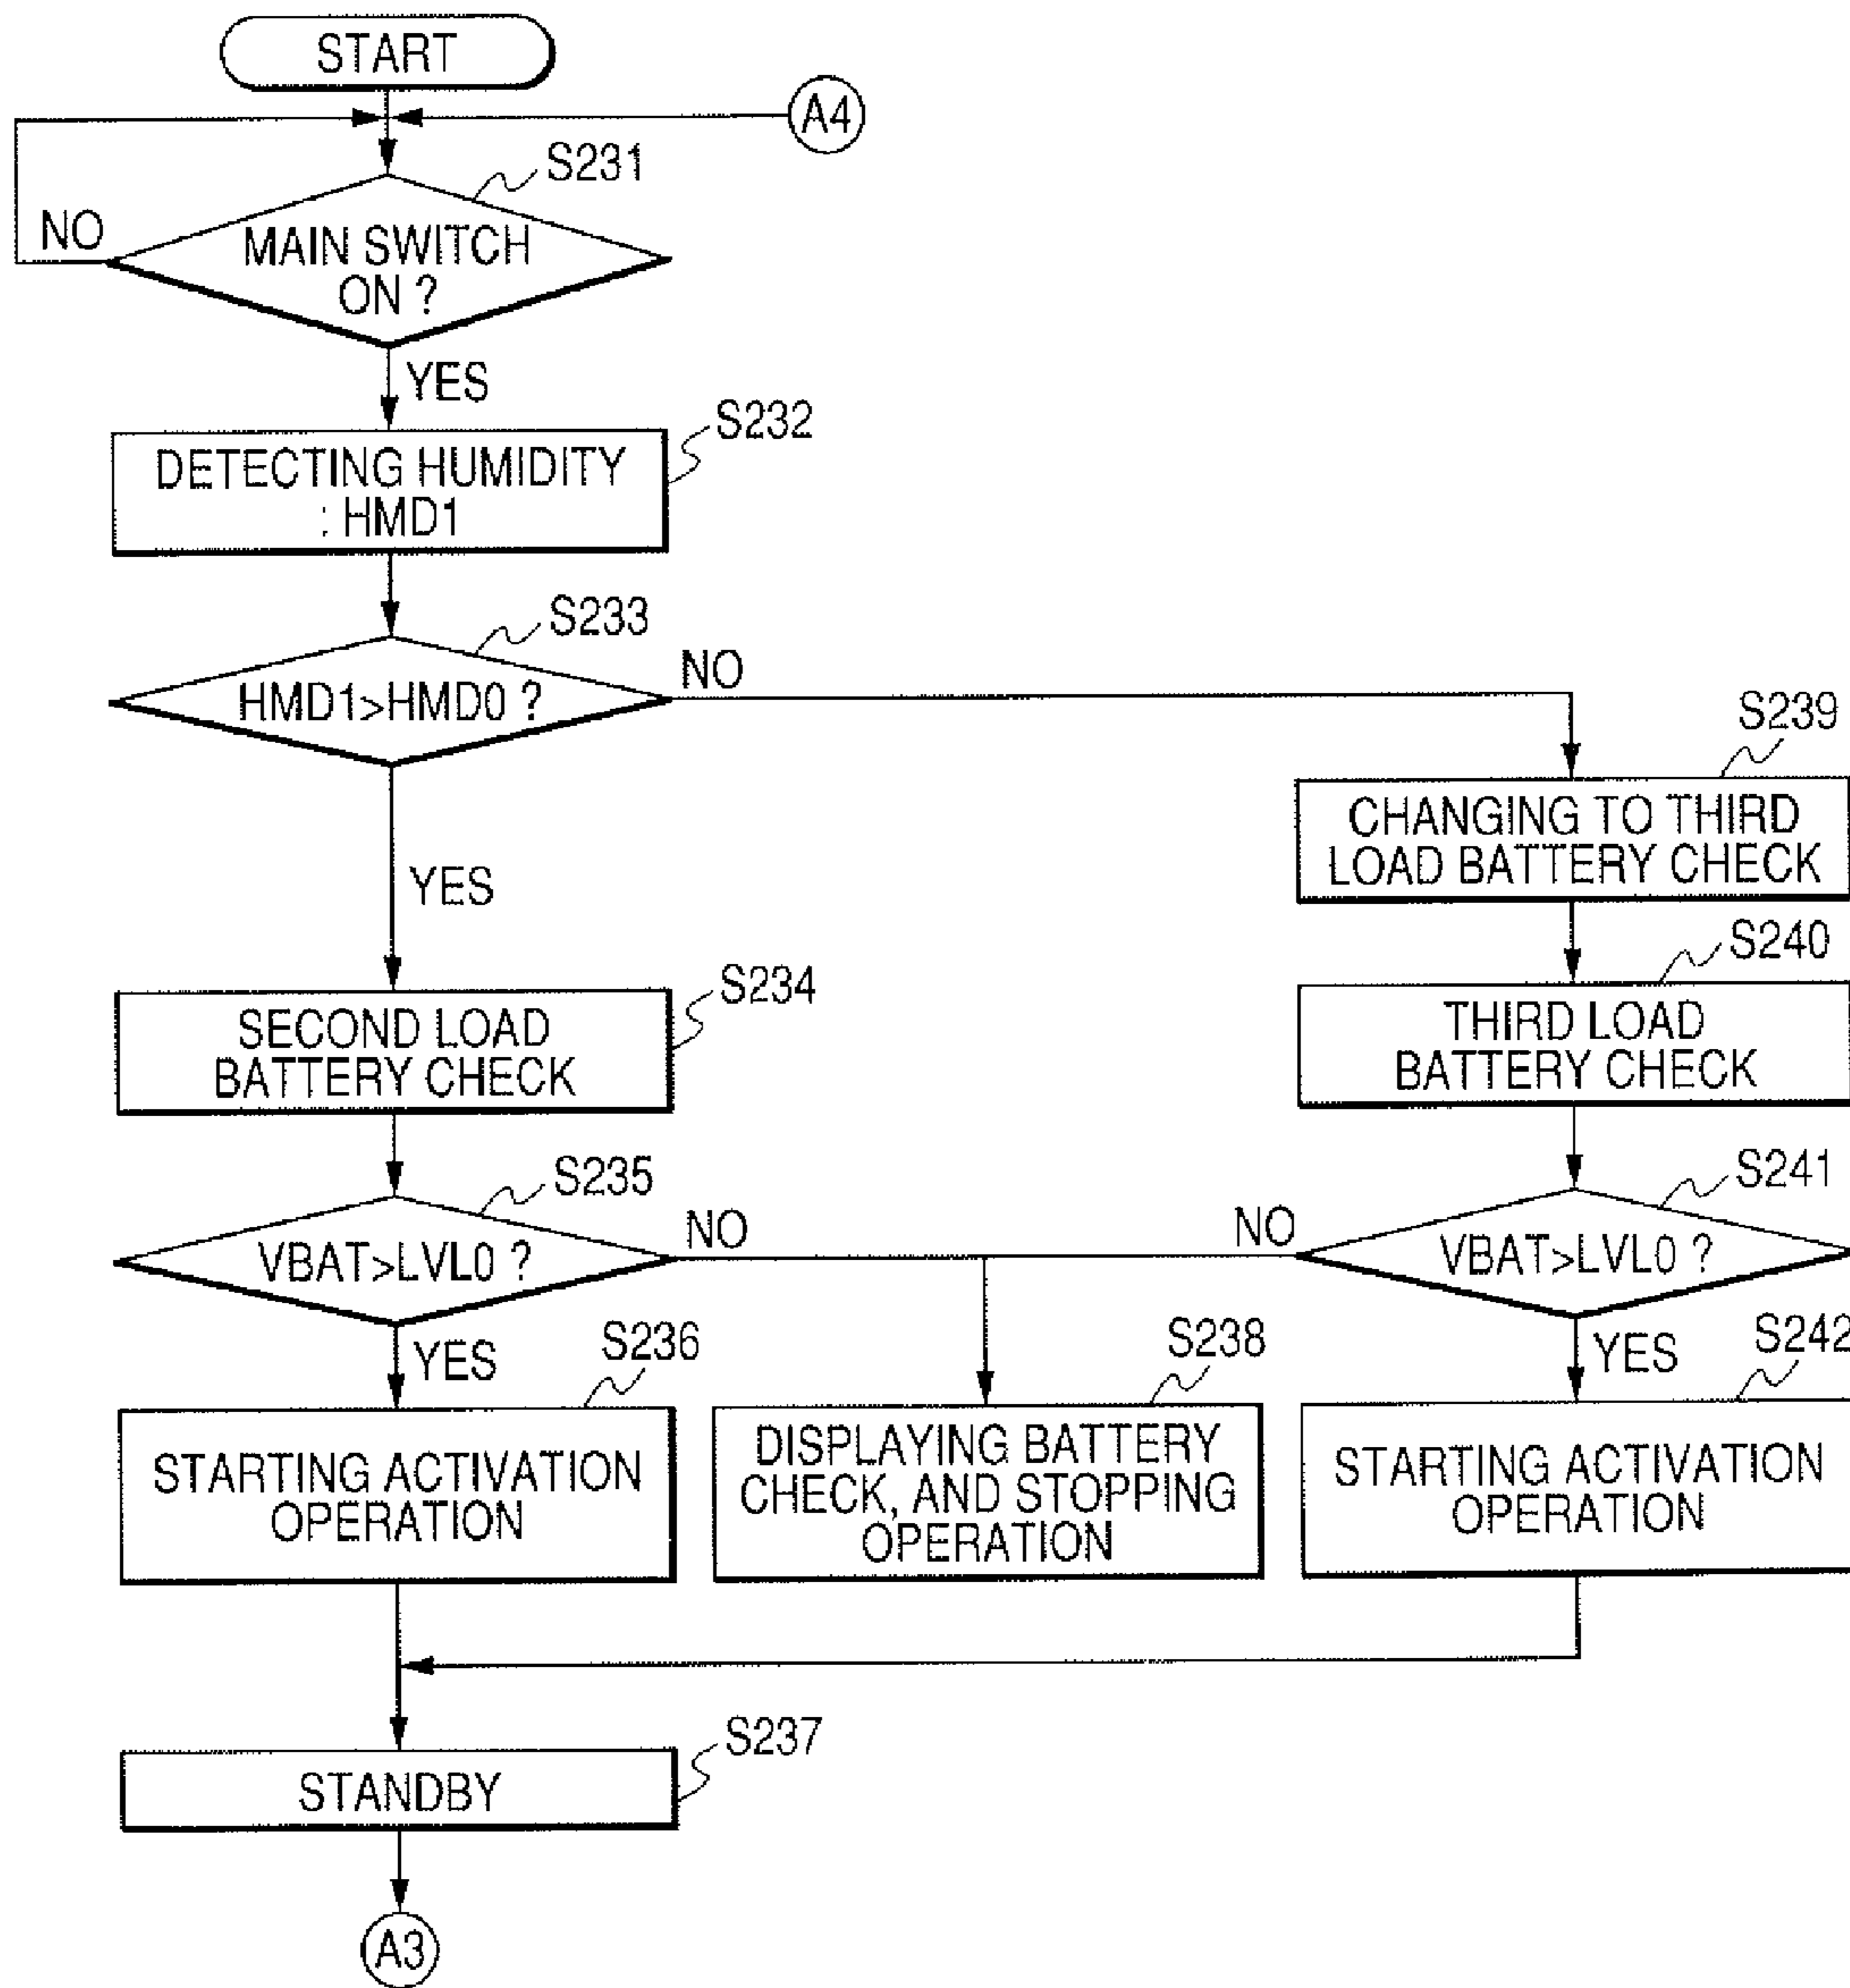 START
A4
S231
NO
MAIN SWITCH
ON ?
YES
S232
DETECTING HUMIDITY
: HMD1
S233
HMD1>HMD0 ?
NO
YES
S239
CHANGING TO THIRD
LOAD BATTERY CHECK
S234
SECOND LOAD
BATTERY CHECK
S240
THIRD LOAD
BATTERY CHECK
S235
VBAT>LVL0 ?
NO
NO
S241
VBAT>LVL0 ?
YES
S236
STARTING ACTIVATION
OPERATION
S238
DISPLAYING BATTERY
CHECK, AND STOPPING
OPERATION
YES
S242
STARTING ACTIVATION
OPERATION
S237
STANDBY
A3